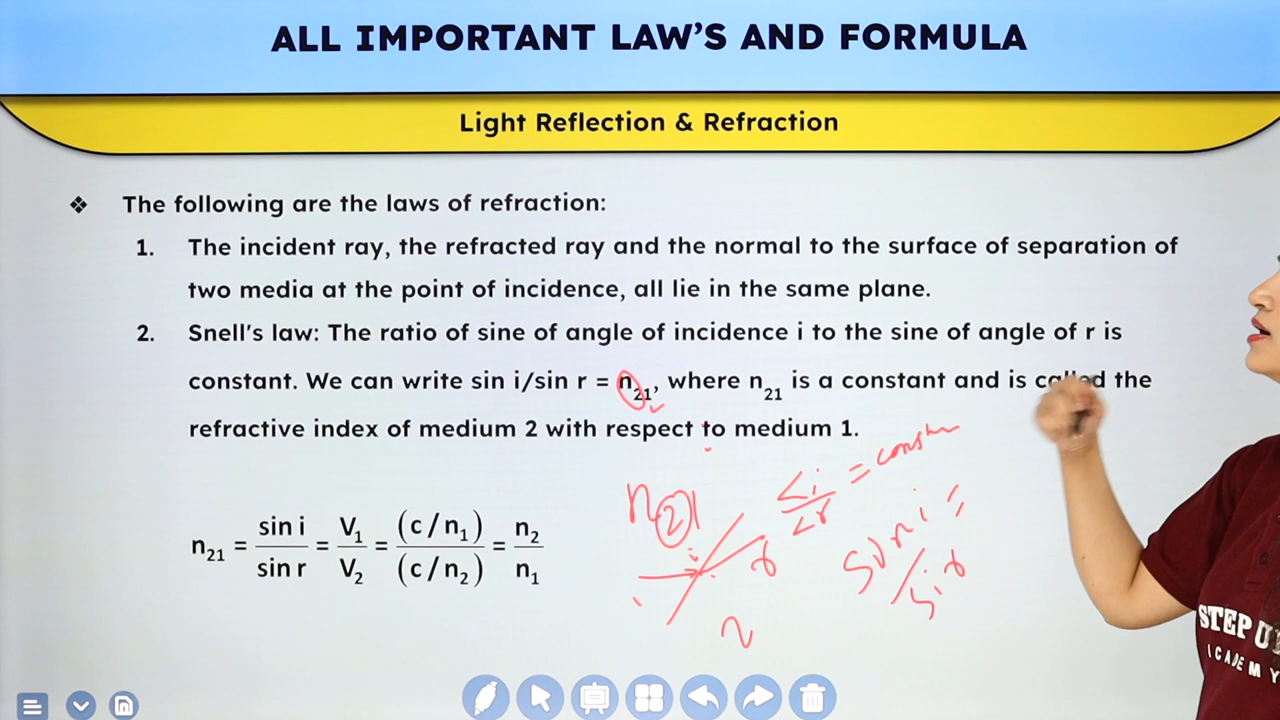 ALL IMPORTANT LAW'S AND FORMULA
Light Reflection & Refraction
❖ The following are the laws of refraction:
1. The incident ray, the refracted ray and the normal to the surface of separation of
two media at the point of incidence, all lie in the same plane.
2. Snell's law: The ratio of sine of angle of incidence i to the sine of angle of r is
constant. We can write sin i/sin r = n21, where n21 is a constant and is called the
refractive index of medium 2 with respect to medium 1.
n21 = sin i / sin r = V1 / V2 = (c/n1) / (c/n2) = n2 / n1
n21
∠i / ∠r = const
sin i =
i
r
2
STEP U
ACADEMY